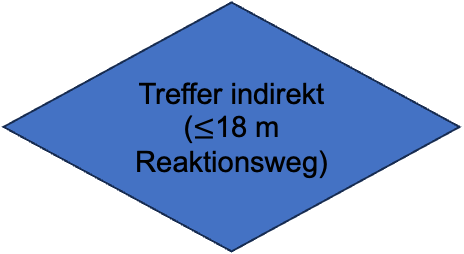 Treffer indirekt
(≤18 m
Reaktionsweg)